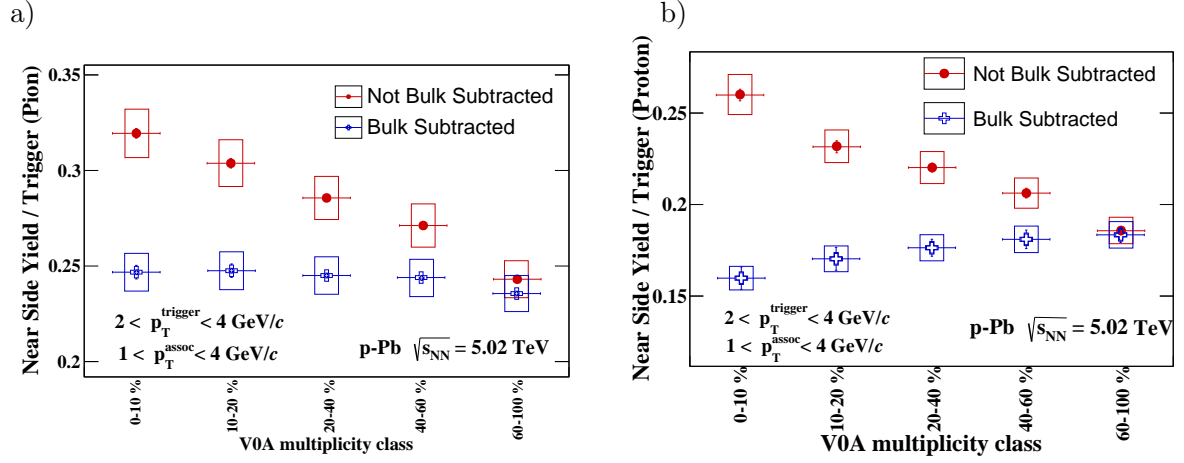 a)
Near Side Yield / Trigger (Pion)
0.35
0.3
0.25
0.2
Not Bulk Subtracted
Bulk Subtracted
2 < p_T^trigger < 4 GeV/c
1 < p_T^assoc < 4 GeV/c
p-Pb √s_NN = 5.02 TeV
0-10 %
10-20 %
20-40 %
40-60 %
60-100 %
V0A multiplicity class
b)
Near Side Yield / Trigger (Proton)
0.25
0.2
0.15
Not Bulk Subtracted
Bulk Subtracted
2 < p_T^trigger < 4 GeV/c
1 < p_T^assoc < 4 GeV/c
p-Pb √s_NN = 5.02 TeV
0-10 %
10-20 %
20-40 %
40-60 %
60-100 %
V0A multiplicity class